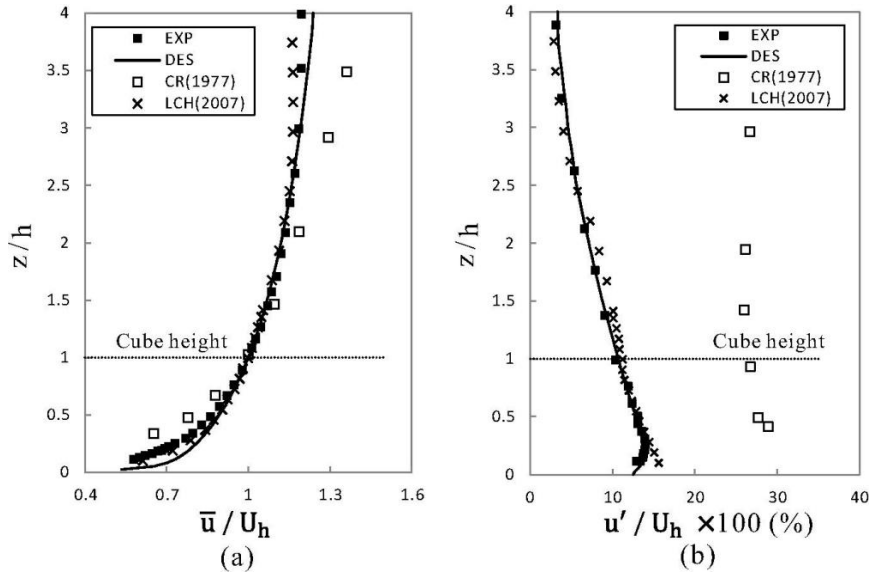 4
3.5
3
2.5
2
1.5
1
0.5
0
z/h
EXP
DES
CR(1977)
LCH(2007)
Cube height
0.4 0.7 1 1.3 1.6
u̅ / U_h
(a)
4
3.5
3
2.5
2
1.5
1
0.5
0
z/h
EXP
DES
CR(1977)
LCH(2007)
Cube height
0 10 20 30 40
u′ / U_h ×100 (%)
(b)